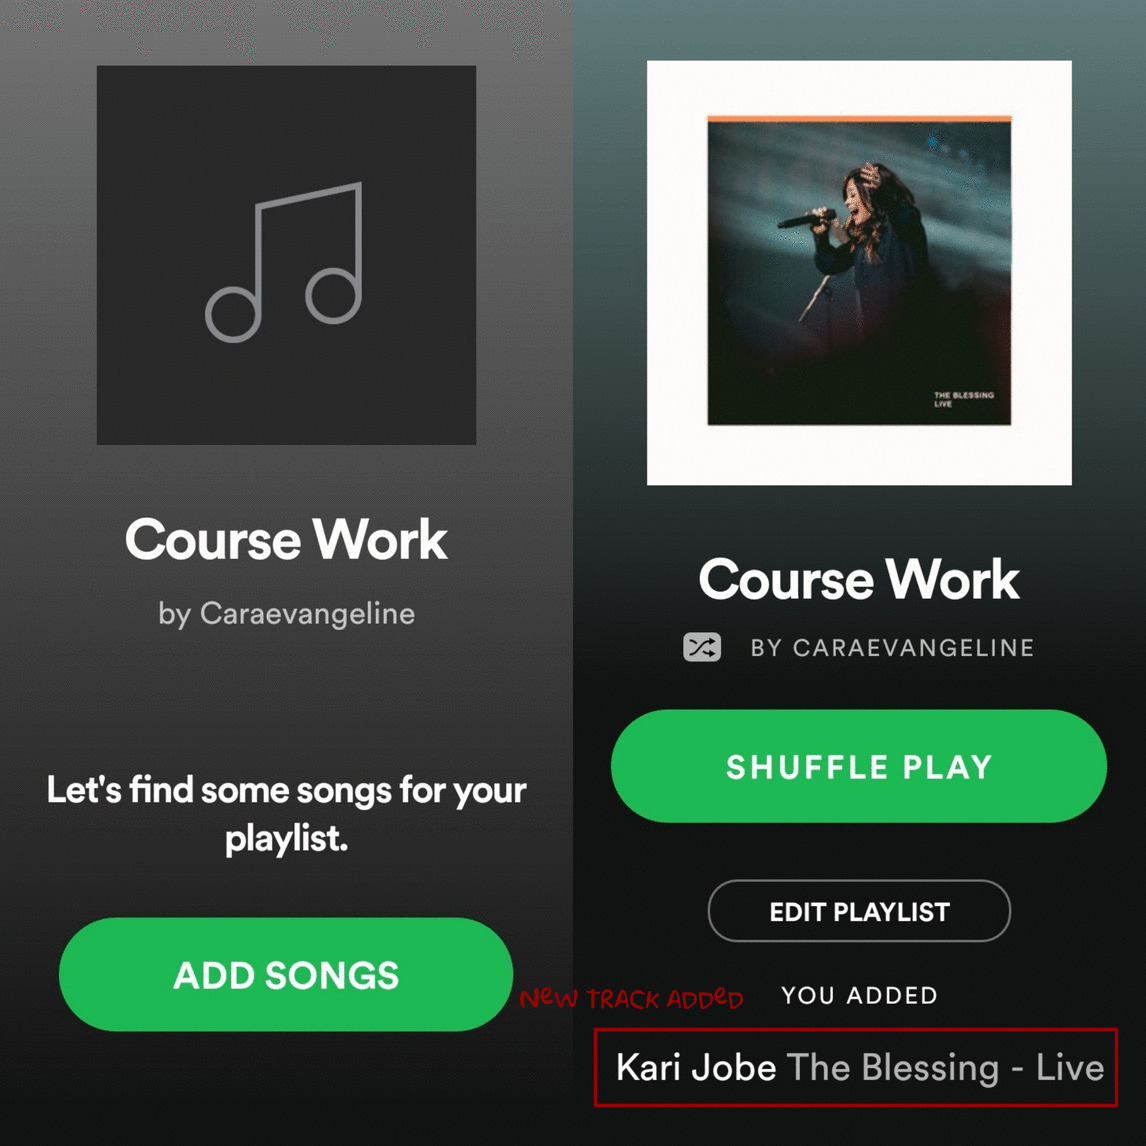 Course Work
by Caraevangeline
Let's find some songs for your
playlist.
ADD SONGS
THE BLESSING
LIVE
Course Work
BY CARAEVANGELINE
SHUFFLE PLAY
EDIT PLAYLIST
NEW TRACK ADDED
YOU ADDED
Kari Jobe The Blessing - Live